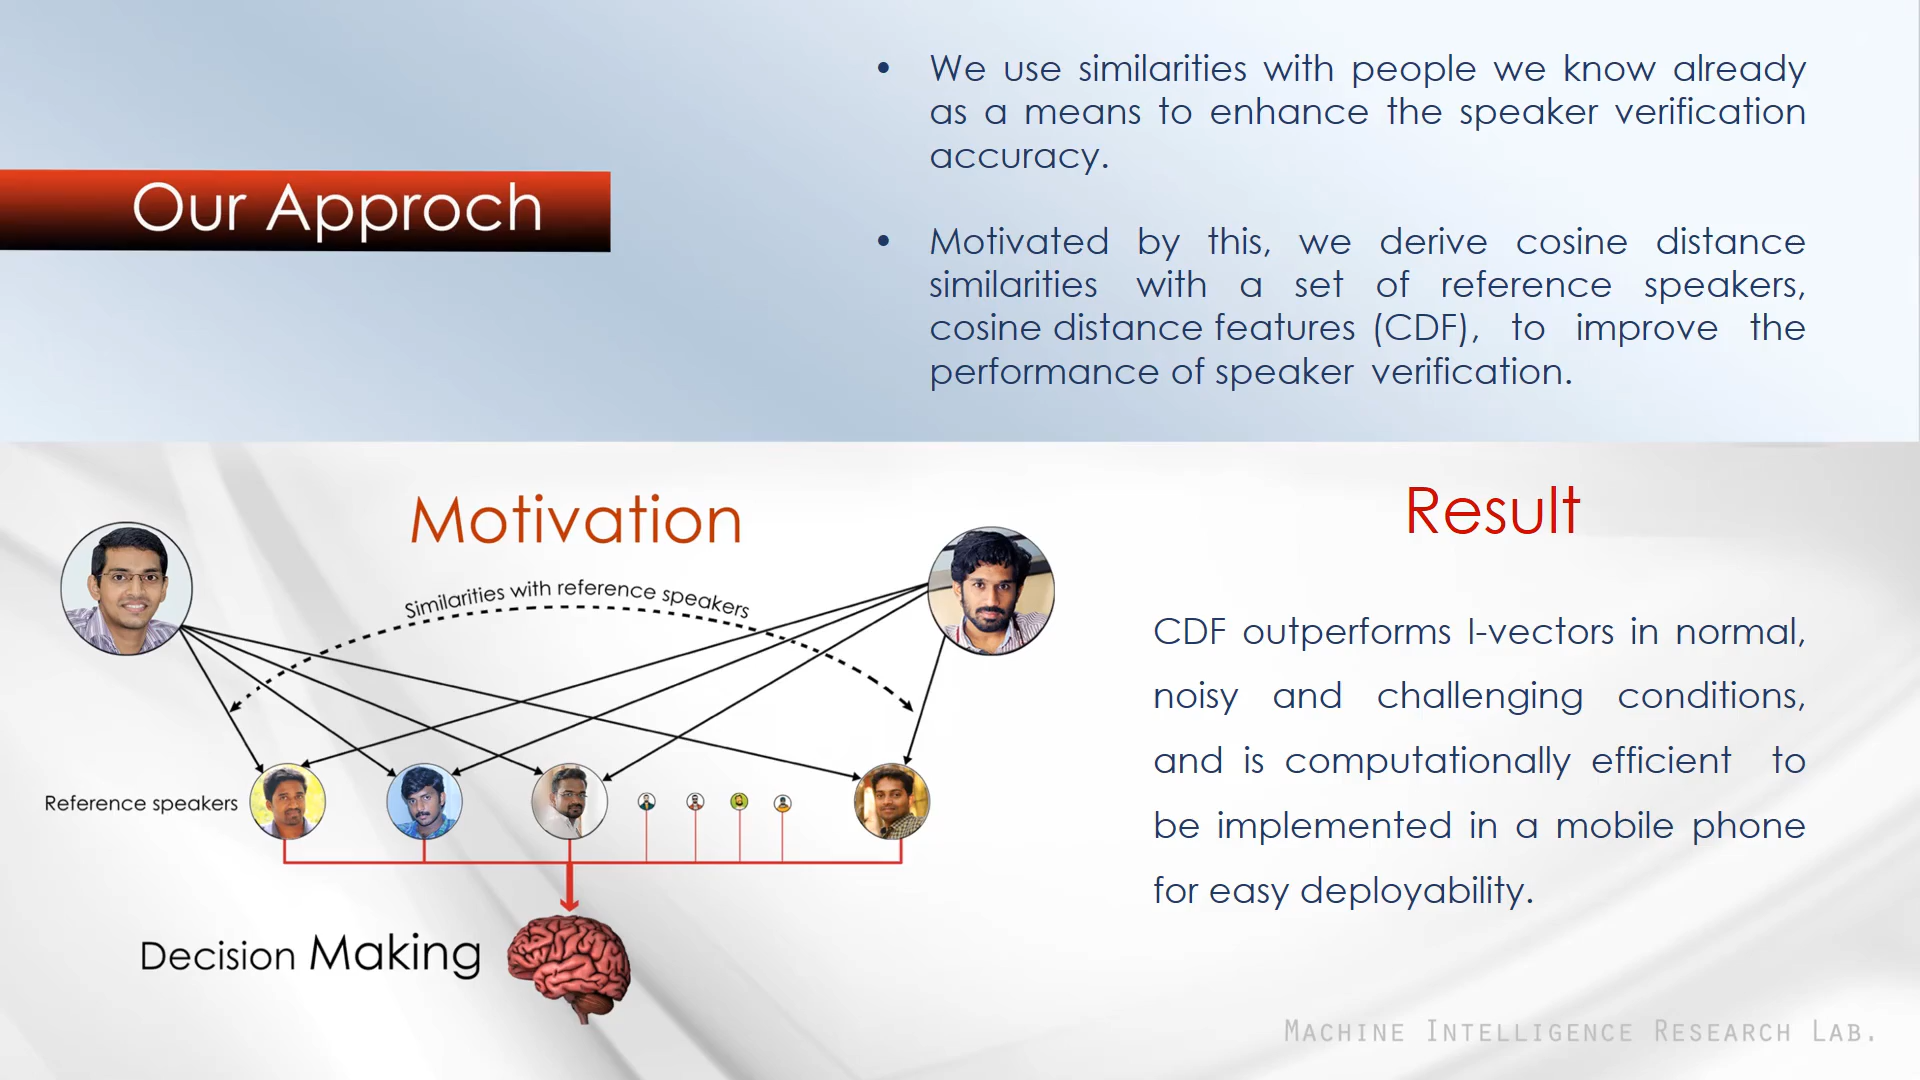 Our Approch
• We use similarities with people we know already
as a means to enhance the speaker verification
accuracy.
• Motivated by this, we derive cosine distance
similarities with a set of reference speakers,
cosine distance features (CDF), to improve the
performance of speaker verification.
Motivation
Similarities with reference speakers
Reference speakers
Decision Making
Result
CDF outperforms I-vectors in normal,
noisy and challenging conditions,
and is computationally efficient to
be implemented in a mobile phone
for easy deployability.
MACHINE INTELLIGENCE RESEARCH LAB.